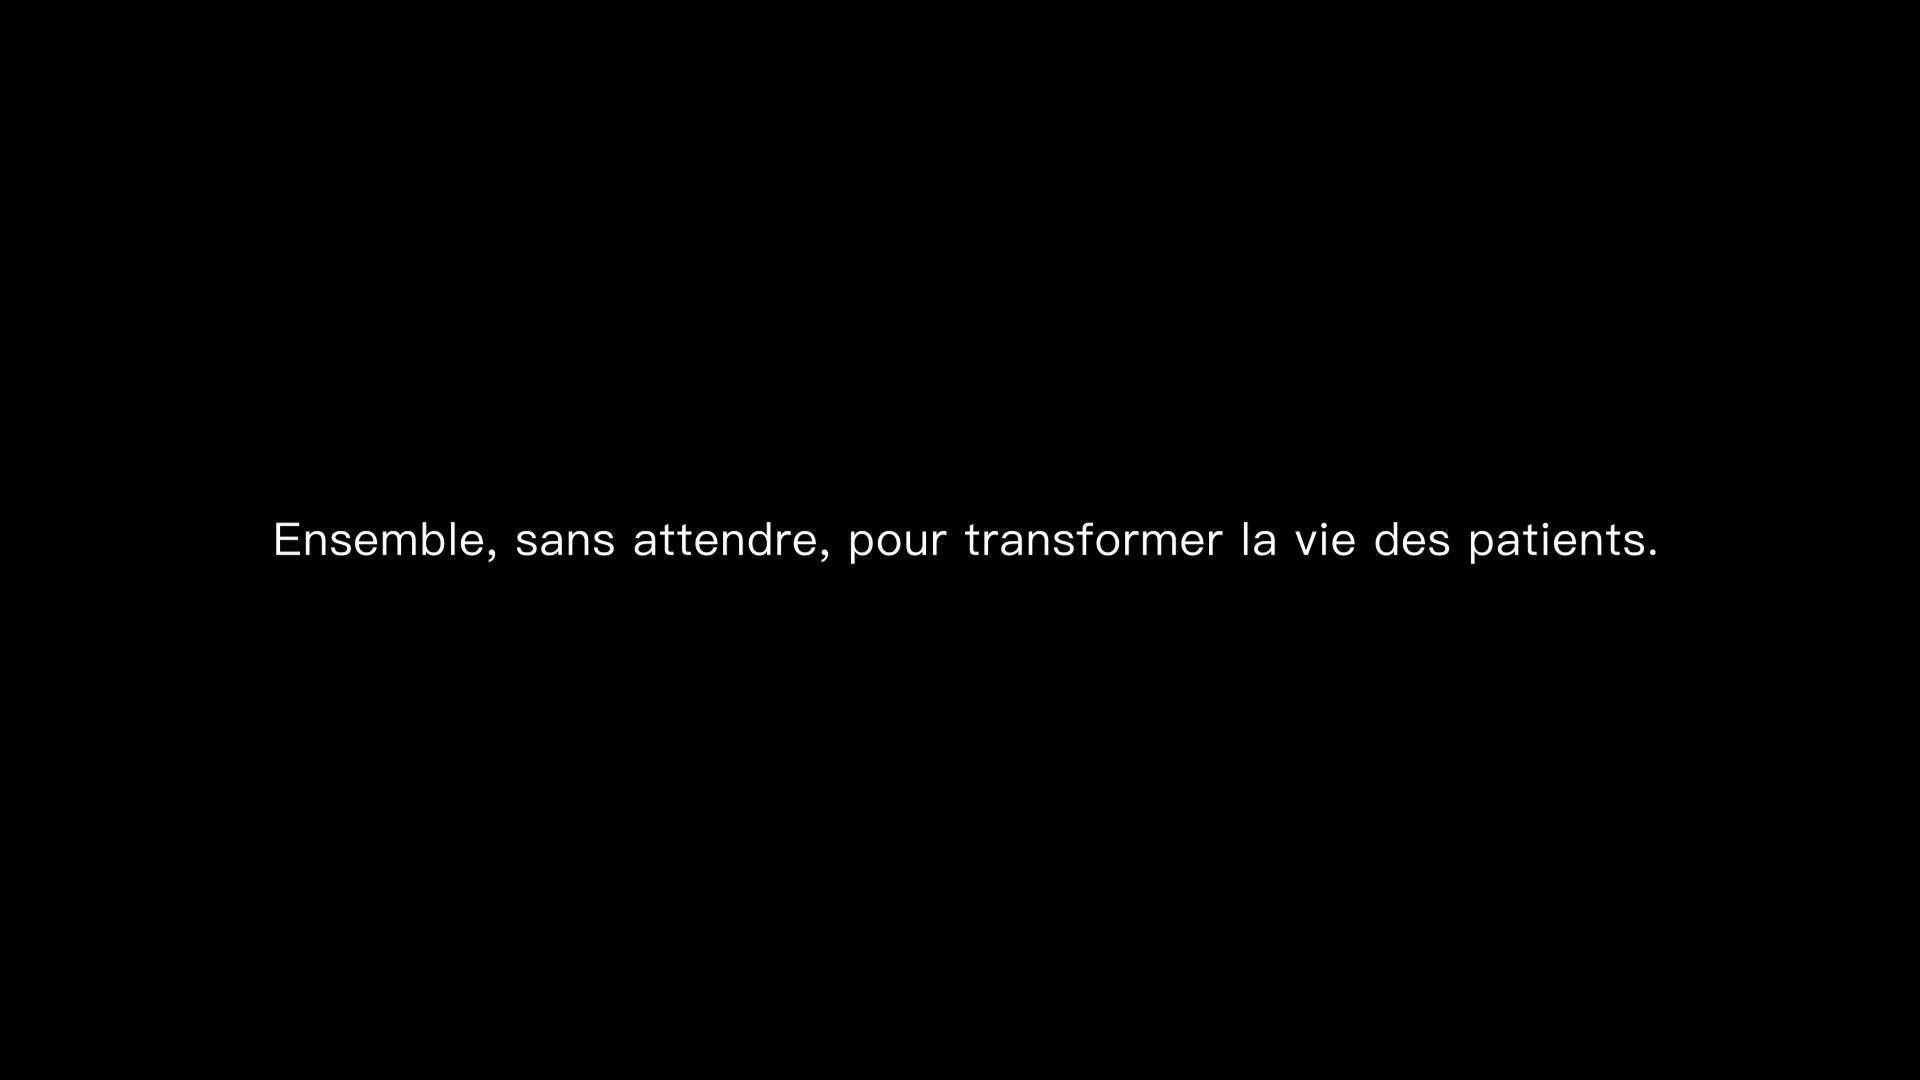 Ensemble, sans attendre, pour transformer la vie des patients.